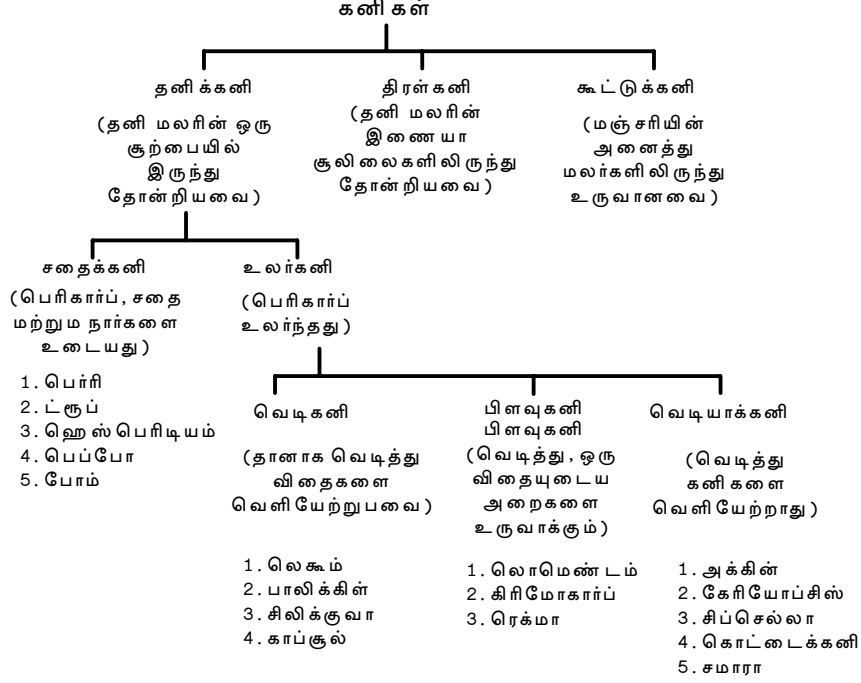 கனிகள்
தனிக்கனி
(தனி மலரின் ஒரு
சூற்பையில்
இருந்து
தோன்றியவை)
திரள்கனி
(தனி மலரின்
இணையா
சூலிலைகளிலிருந்து
தோன்றியவை)
கூட்டுக்கனி
(மஞ்சரியின்
அனைத்து
மலர்களிலிருந்து
உருவானவை)
சதைக்கனி
(பெரிகார்ப், சதை
மற்றும நார்களை
உடையது)
1. பெர்ரி
2. ட்ரூப்
3. ஹெஸ்பெரிடியம்
4. பெப்போ
5. போம்
உலர்கனி
(பெரிகார்ப்
உலர்ந்தது)
வெடிகனி
(தானாக வெடித்து
விதைகளை
வெளியேற்றுபவை)
1. லெகூம்
2. பாலிக்கிள்
3. சிலிக்குவா
4. காப்சூல்
பிளவுகனி
பிளவுகனி
(வெடித்து, ஒரு
விதையுடைய
அறைகளை
உருவாக்கும்)
1. லொமெண்டம்
2. கிரிமோகார்ப்
3. ரெக்மா
வெடியாக்கனி
(வெடித்து
கனிகளை
வெளியேற்றாது)
1. அக்கின்
2. கேரியோப்சிஸ்
3. சிப்செல்லா
4. கொட்டைக்கனி
5. சமாரா